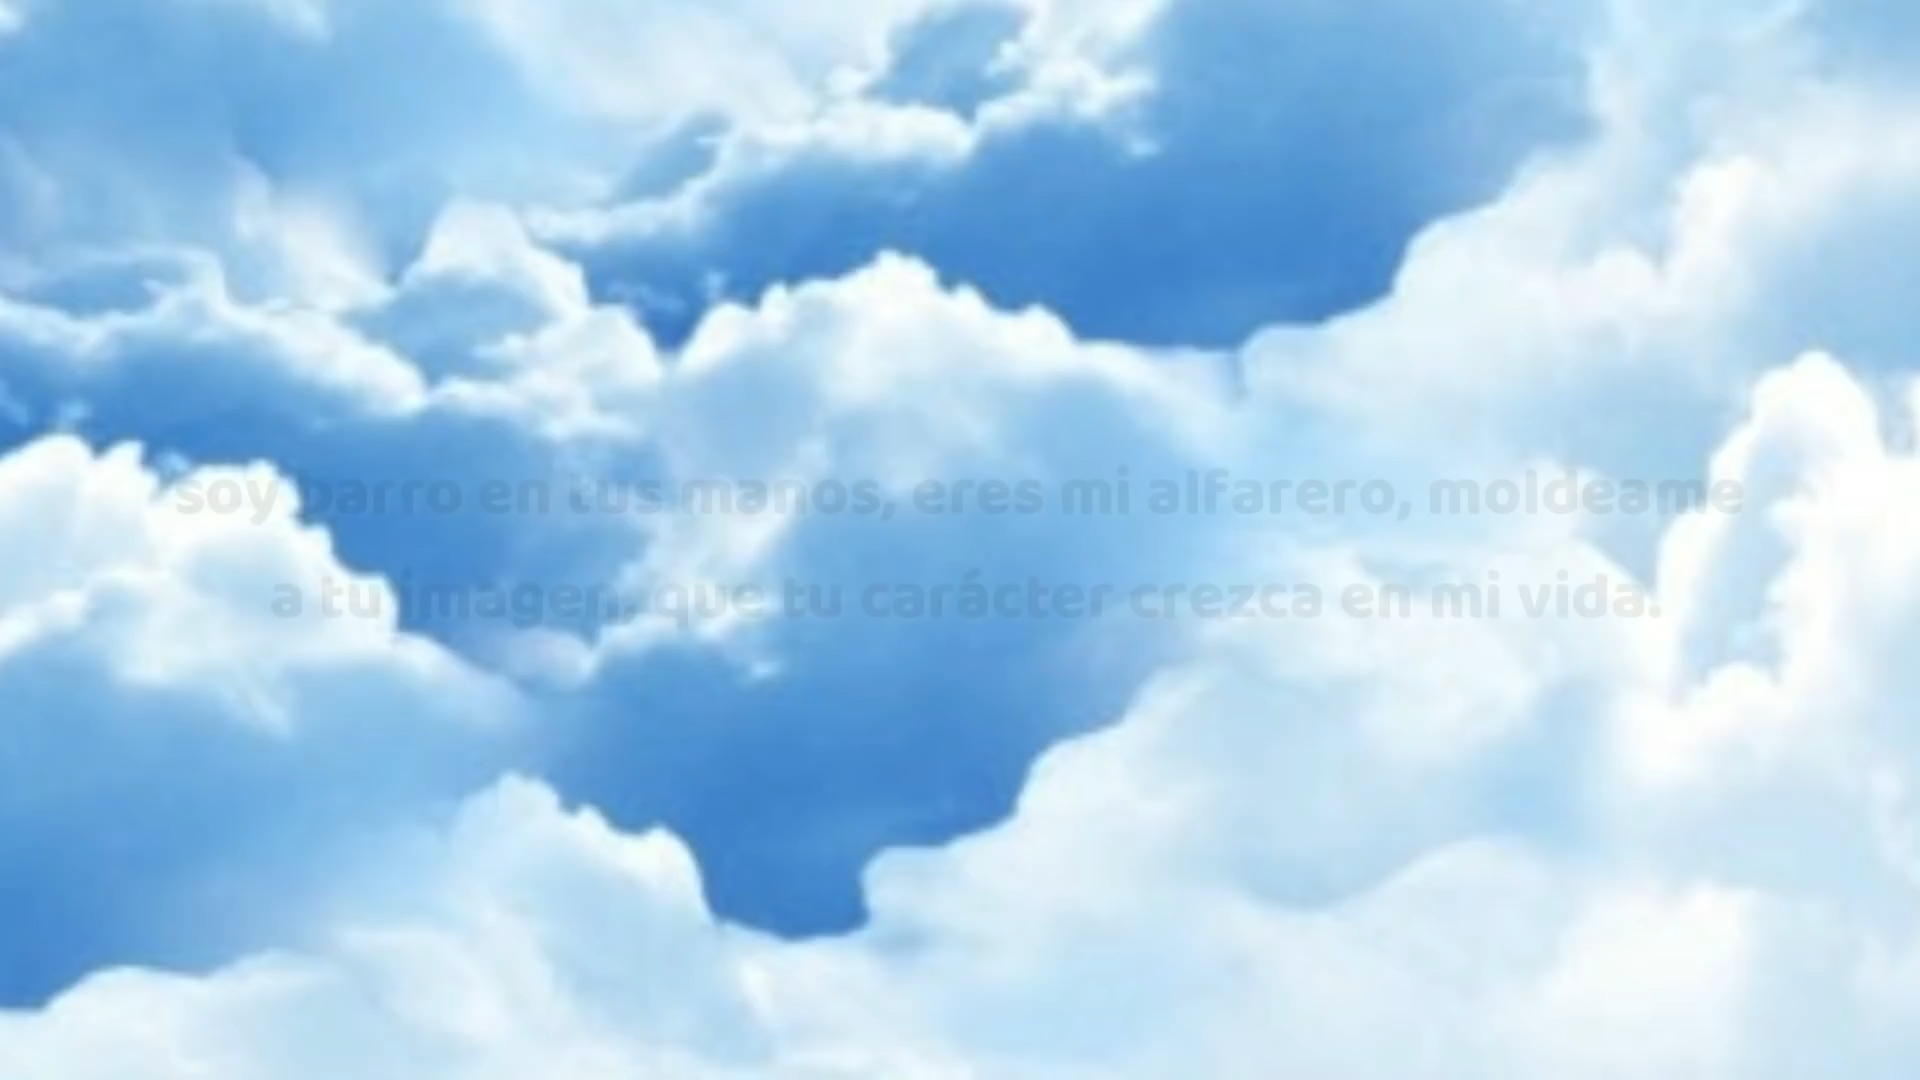 soy barro en tus manos, eres mi alfarero, moldeame
a tu imagen, que tu carácter crezca en mi vida.